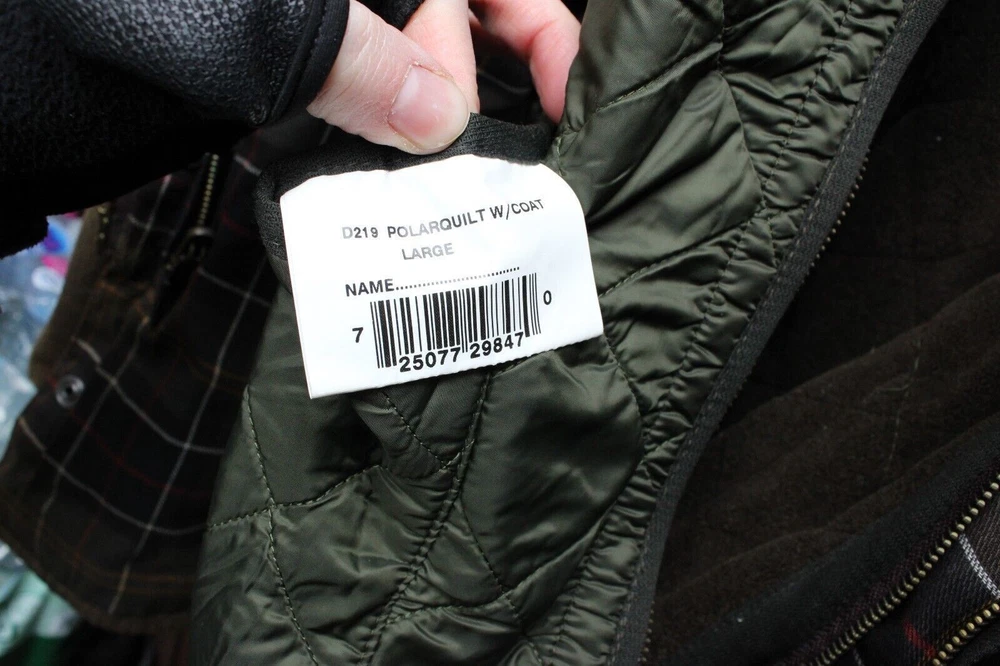 D219 POLARQUILT W/COAT
LARGE
NAME..............................
7 25077 29847 0